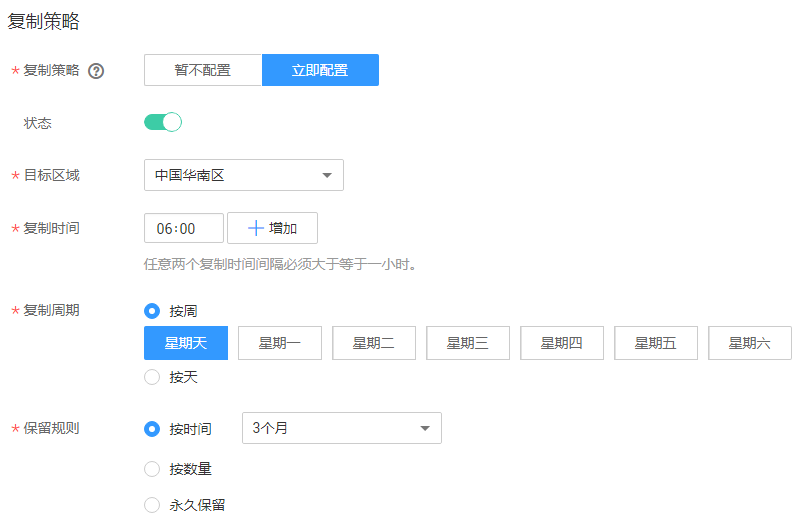 复制策略
* 复制策略 ? 暂不配置 立即配置
状态
* 目标区域 中国华南区
* 复制时间 06:00 + 增加
任意两个复制时间间隔必须大于等于一小时。
* 复制周期 按周
星期天 星期一 星期二 星期三 星期四 星期五 星期六
按天
* 保留规则 按时间 3个月
按数量
永久保留